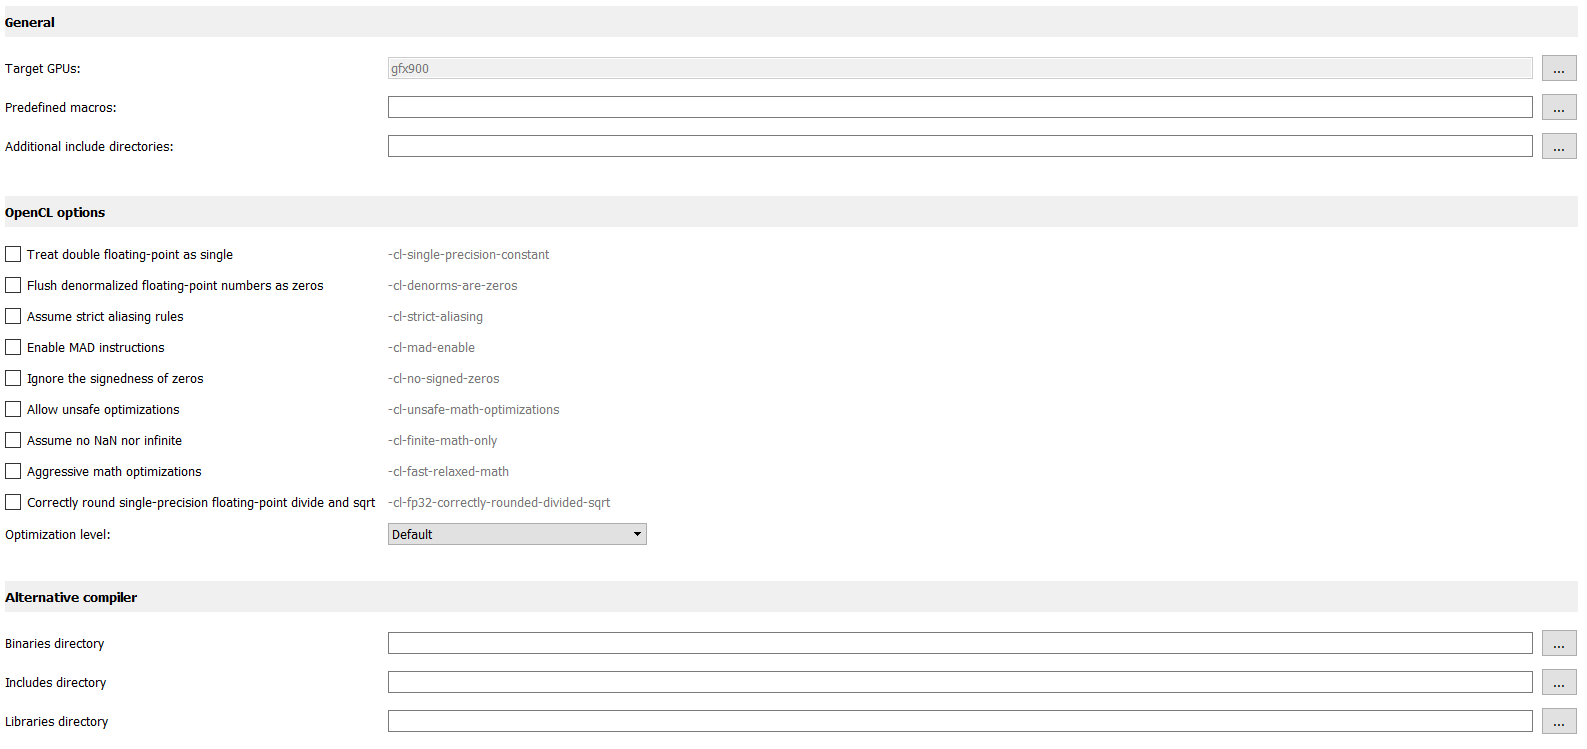 General
Target GPUs: gfx900 ...
Predefined macros: ...
Additional include directories: ...
OpenCL options
Treat double floating-point as single -cl-single-precision-constant
Flush denormalized floating-point numbers as zeros -cl-denorms-are-zeros
Assume strict aliasing rules -cl-strict-aliasing
Enable MAD instructions -cl-mad-enable
Ignore the signedness of zeros -cl-no-signed-zeros
Allow unsafe optimizations -cl-unsafe-math-optimizations
Assume no NaN nor infinite -cl-finite-math-only
Aggressive math optimizations -cl-fast-relaxed-math
Correctly round single-precision floating-point divide and sqrt -cl-fp32-correctly-rounded-divided-sqrt
Optimization level: Default
Alternative compiler
Binaries directory ...
Includes directory ...
Libraries directory ...